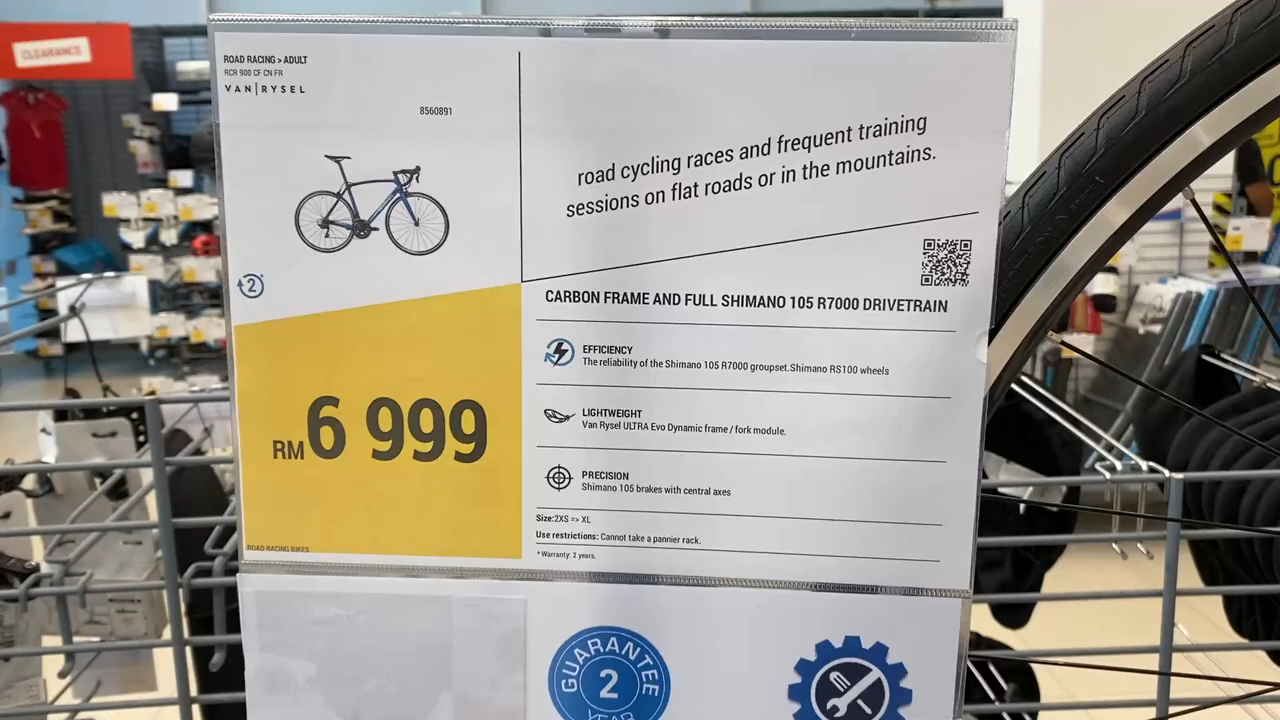 CLEARANCE
ROAD RACING > ADULT
RCR 900 CF CN FR
VAN|RYSEL
8560891
road cycling races and frequent training
sessions on flat roads or in the mountains.
2
RM6 999
ROAD RACING BIKES
CARBON FRAME AND FULL SHIMANO 105 R7000 DRIVETRAIN
EFFICIENCY
The reliability of the Shimano 105 R7000 groupset.Shimano RS100 wheels
LIGHTWEIGHT
Van Rysel ULTRA Evo Dynamic frame / fork module.
PRECISION
Shimano 105 brakes with central axes
Size:2XS => XL
Use restrictions: Cannot take a pannier rack.
* Warranty: 2 years.
GUARANTEE
2
YEAR